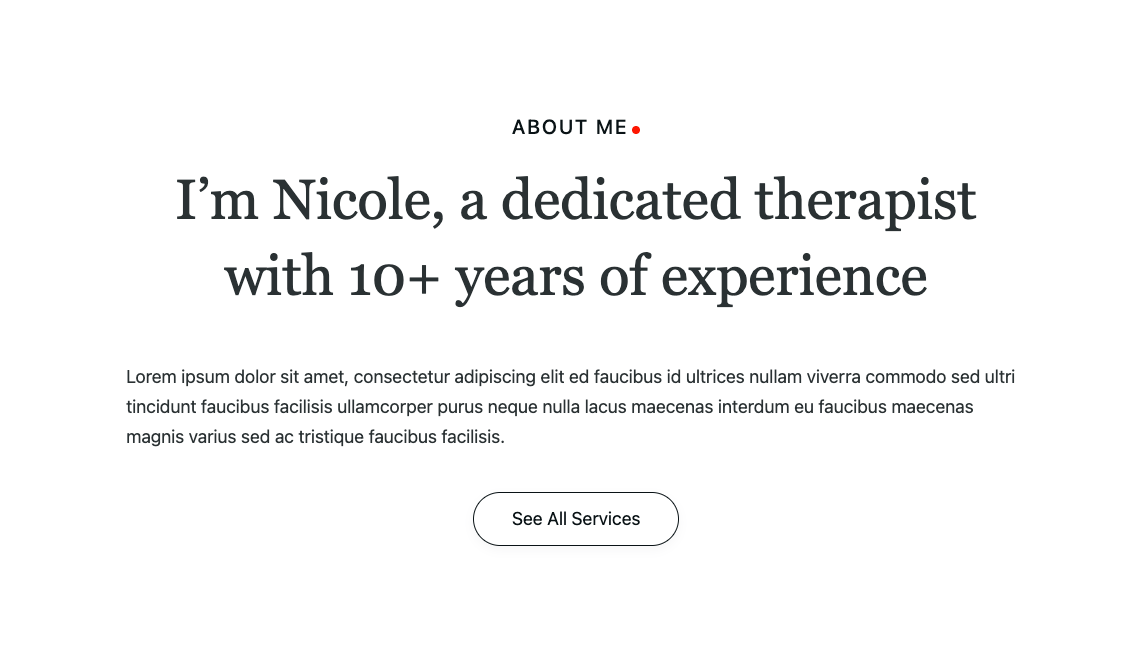 ABOUT ME
I’m Nicole, a dedicated therapist
with 10+ years of experience
Lorem ipsum dolor sit amet, consectetur adipiscing elit ed faucibus id ultrices nullam viverra commodo sed ultri
tincidunt faucibus facilisis ullamcorper purus neque nulla lacus maecenas interdum eu faucibus maecenas
magnis varius sed ac tristique faucibus facilisis.
See All Services